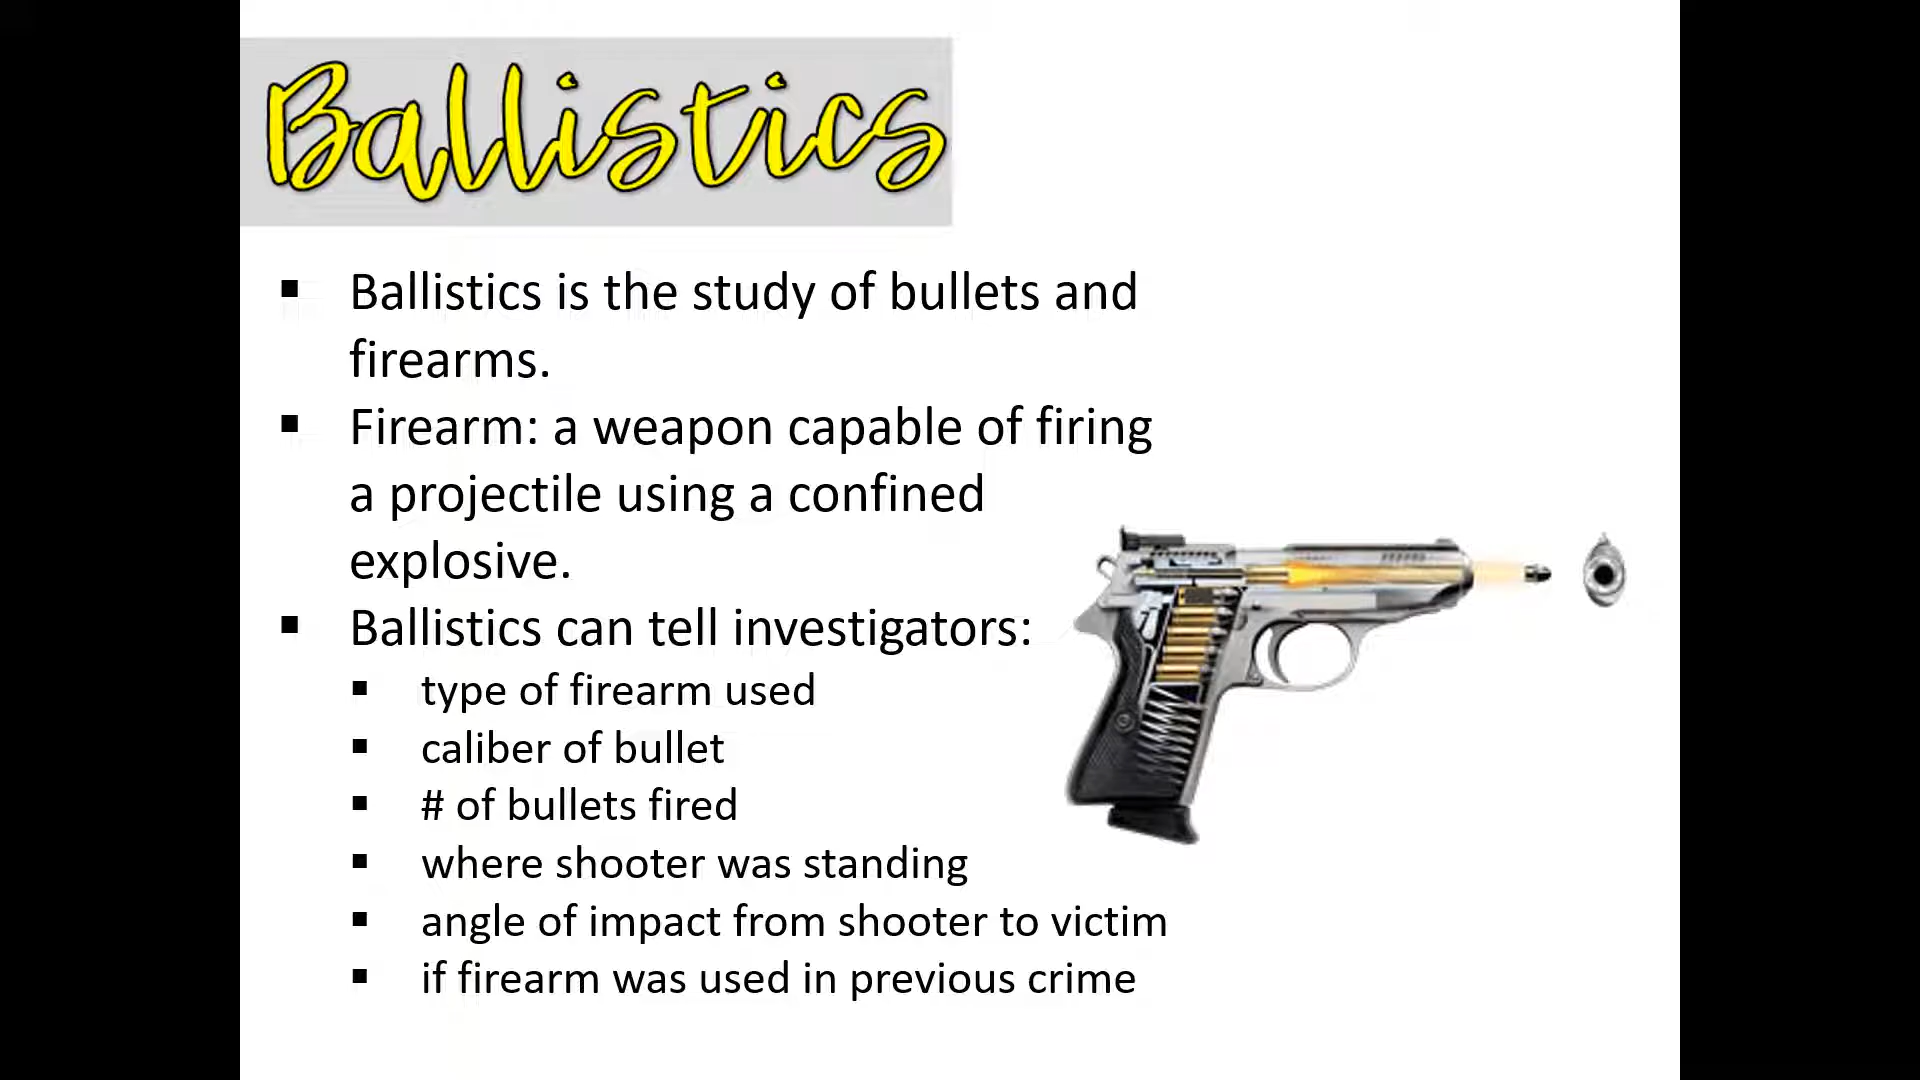 Ballistics
▪ Ballistics is the study of bullets and
firearms.
▪ Firearm: a weapon capable of firing
a projectile using a confined
explosive.
▪ Ballistics can tell investigators:
▪ type of firearm used
▪ caliber of bullet
▪ # of bullets fired
▪ where shooter was standing
▪ angle of impact from shooter to victim
▪ if firearm was used in previous crime